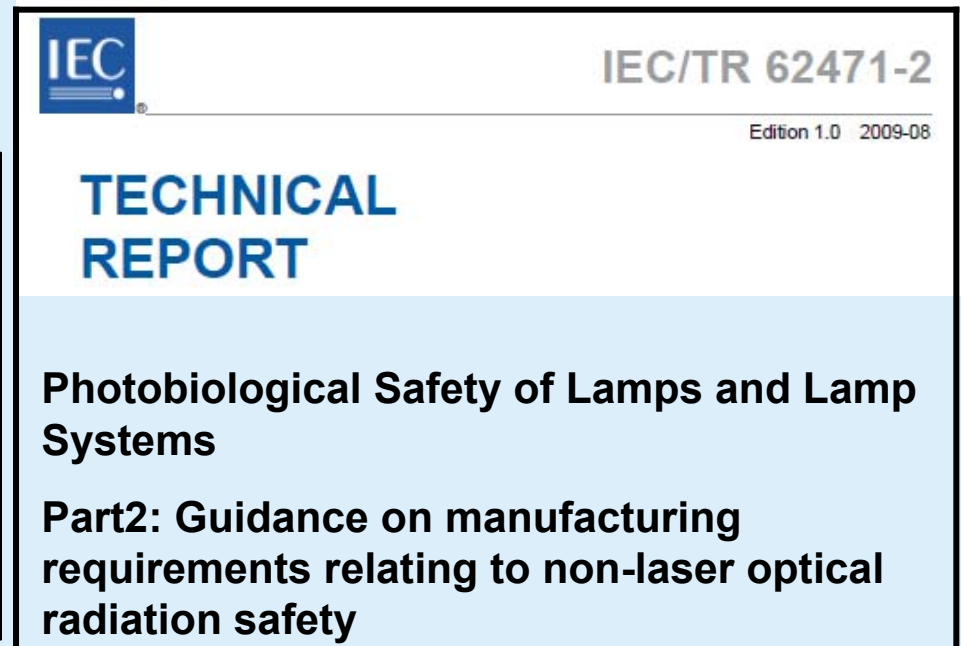 IEC
®
IEC/TR 62471-2
Edition 1.0 2009-08
TECHNICAL
REPORT
Photobiological Safety of Lamps and Lamp
Systems
Part2: Guidance on manufacturing
requirements relating to non-laser optical
radiation safety